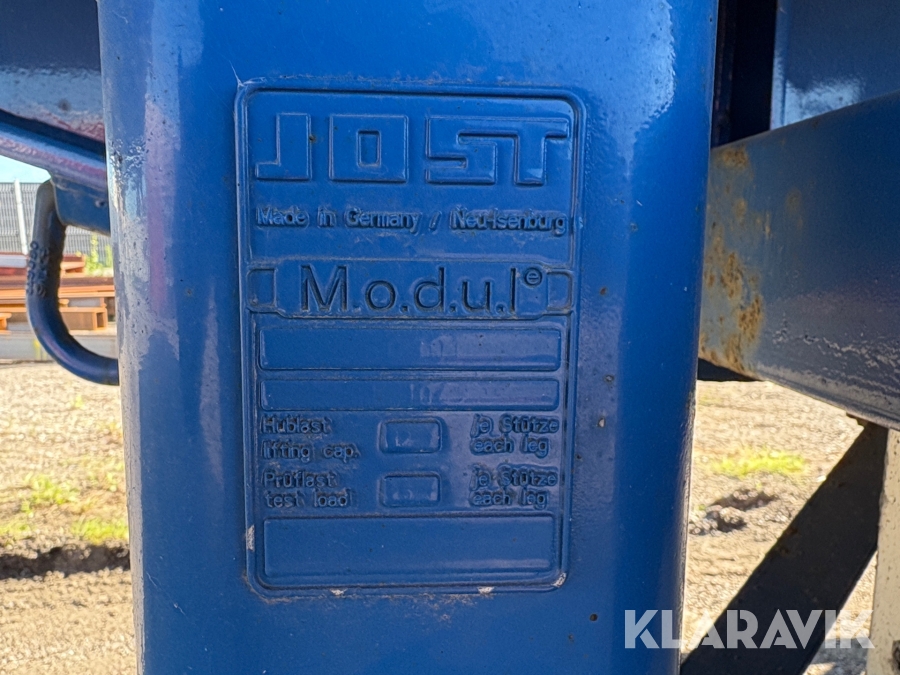 JOST
Made in Germany / Neu-Isenburg
M.o.d.u.l e
Hublast je Stütze
lifting cap. each leg
Prüflast je Stütze
test load each leg
KLARAVIK